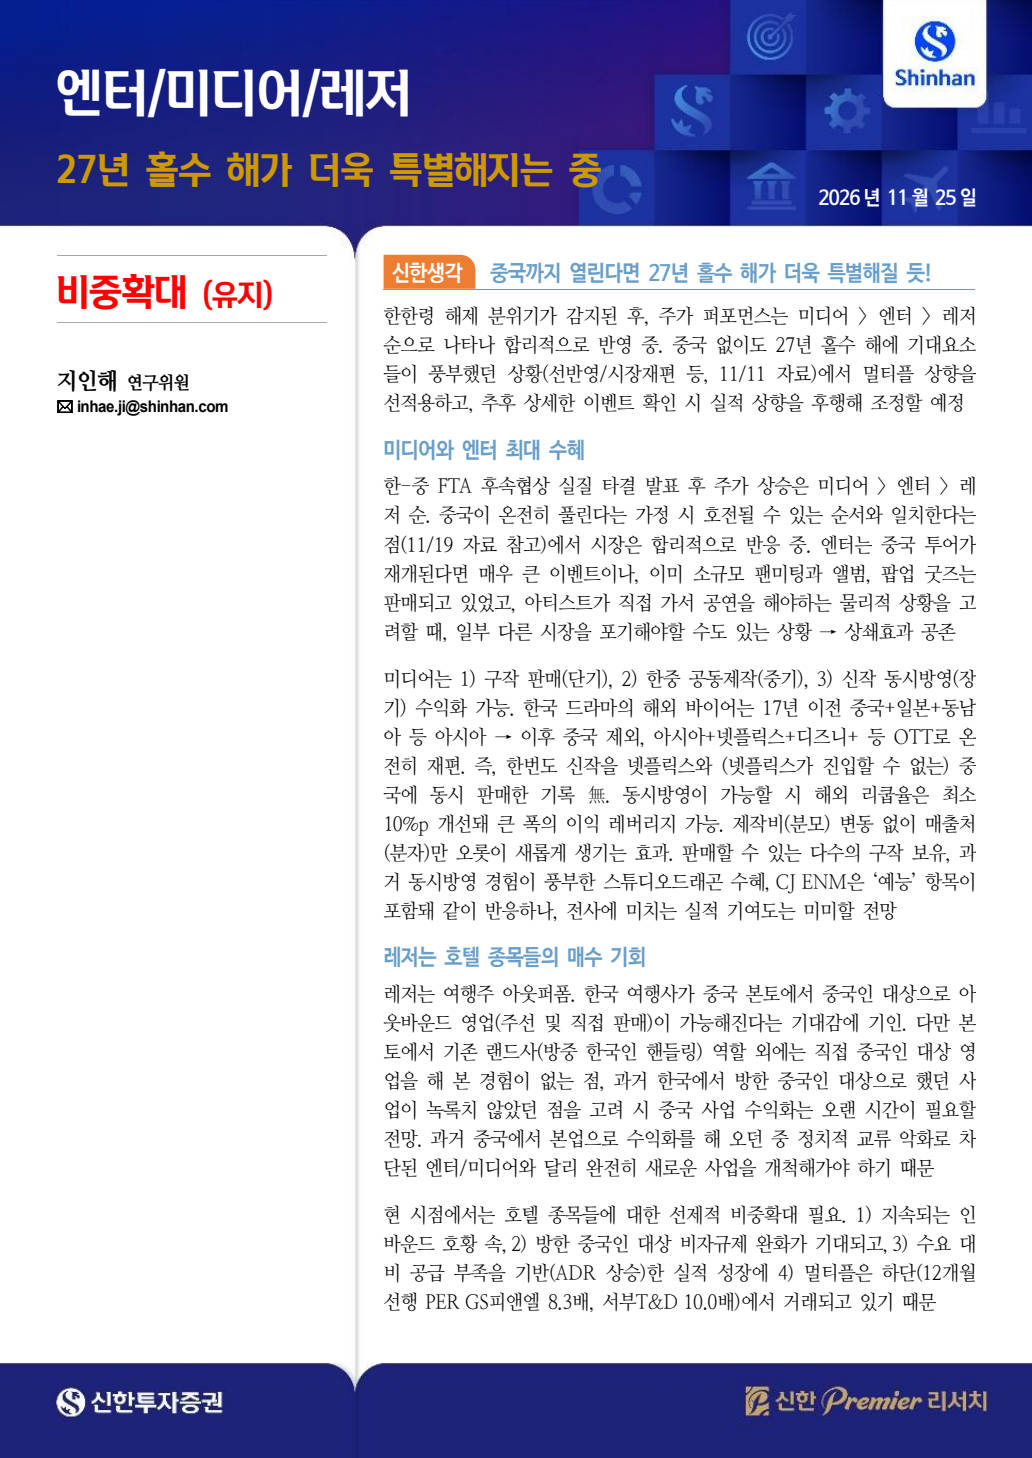 엔터/미디어/레저
27년 홀수 해가 더욱 특별해지는 중
Shinhan
2026년 11월 25일
비중확대 (유지)
지인해 연구위원
inhae.ji@shinhan.com
신한생각 중국까지 열린다면 27년 홀수 해가 더욱 특별해질 듯!
한한령 해제 분위기가 감지된 후, 주가 퍼포먼스는 미디어 〉 엔터 〉 레저
순으로 나타나 합리적으로 반영 중. 중국 없이도 27년 홀수 해에 기대요소
들이 풍부했던 상황(선반영/시장재편 등, 11/11 자료)에서 멀티플 상향을
선적용하고, 추후 상세한 이벤트 확인 시 실적 상향을 후행해 조정할 예정
미디어와 엔터 최대 수혜
한-중 FTA 후속협상 실질 타결 발표 후 주가 상승은 미디어 〉 엔터 〉 레
저 순. 중국이 온전히 풀린다는 가정 시 호전될 수 있는 순서와 일치한다는
점(11/19 자료 참고)에서 시장은 합리적으로 반응 중. 엔터는 중국 투어가
재개된다면 매우 큰 이벤트이나, 이미 소규모 팬미팅과 앨범, 팝업 굿즈는
판매되고 있었고, 아티스트가 직접 가서 공연을 해야하는 물리적 상황을 고
려할 때, 일부 다른 시장을 포기해야할 수도 있는 상황 → 상쇄효과 공존
미디어는 1) 구작 판매(단기), 2) 한중 공동제작(중기), 3) 신작 동시방영(장
기) 수익화 가능. 한국 드라마의 해외 바이어는 17년 이전 중국+일본+동남
아 등 아시아 → 이후 중국 제외, 아시아+넷플릭스+디즈니+ 등 OTT로 온
전히 재편. 즉, 한번도 신작을 넷플릭스와 (넷플릭스가 진입할 수 없는) 중
국에 동시 판매한 기록 無. 동시방영이 가능할 시 해외 리쿱율은 최소
10%p 개선돼 큰 폭의 이익 레버리지 가능. 제작비(분모) 변동 없이 매출처
(분자)만 오롯이 새롭게 생기는 효과. 판매할 수 있는 다수의 구작 보유, 과
거 동시방영 경험이 풍부한 스튜디오드래곤 수혜, CJ ENM은 ‘예능’ 항목이
포함돼 같이 반응하나, 전사에 미치는 실적 기여도는 미미할 전망
레저는 호텔 종목들의 매수 기회
레저는 여행주 아웃퍼폼. 한국 여행사가 중국 본토에서 중국인 대상으로 아
웃바운드 영업(주선 및 직접 판매)이 가능해진다는 기대감에 기인. 다만 본
토에서 기존 랜드사(방중 한국인 핸들링) 역할 외에는 직접 중국인 대상 영
업을 해 본 경험이 없는 점, 과거 한국에서 방한 중국인 대상으로 했던 사
업이 녹록치 않았던 점을 고려 시 중국 사업 수익화는 오랜 시간이 필요할
전망. 과거 중국에서 본업으로 수익화를 해 오던 중 정치적 교류 악화로 차
단된 엔터/미디어와 달리 완전히 새로운 사업을 개척해가야 하기 때문
현 시점에서는 호텔 종목들에 대한 선제적 비중확대 필요. 1) 지속되는 인
바운드 호황 속, 2) 방한 중국인 대상 비자규제 완화가 기대되고, 3) 수요 대
비 공급 부족을 기반(ADR 상승)한 실적 성장에 4) 멀티플은 하단(12개월
선행 PER GS피앤엘 8.3배, 서부T&D 10.0배)에서 거래되고 있기 때문
신한투자증권
신한 Premier 리서치